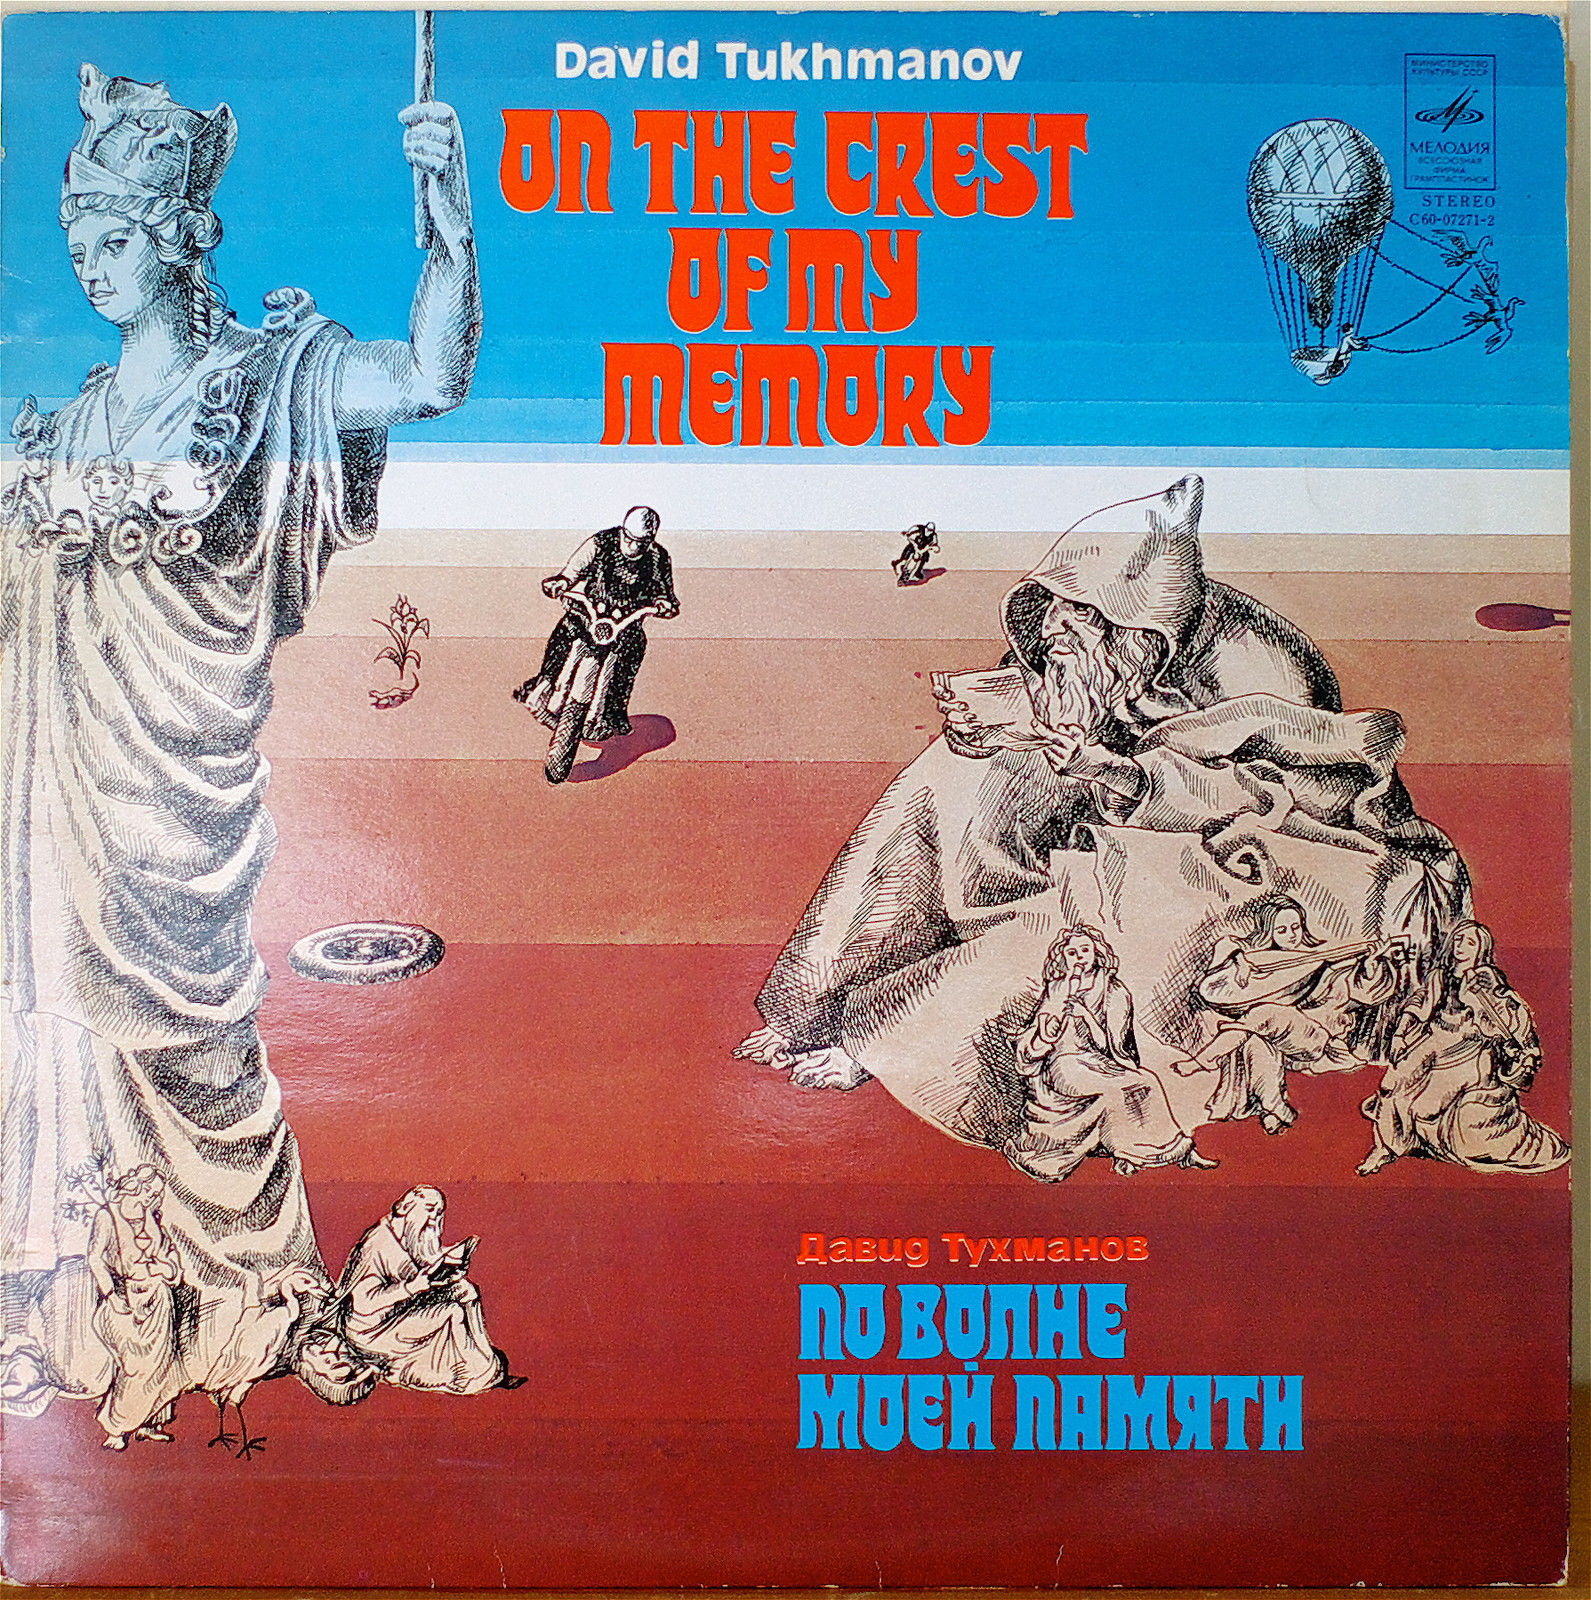 David Tukhmanov
ON THE CREST
OF MY
MEMORY
МИНИСТЕРСТВО
КУЛЬТУРЫ СССР
МЕЛОДИЯ
ВСЕСОЮЗНАЯ
ФИРМА
ГРАМПЛАСТИНОК
STEREO
С60-07271-2
Давид Тухманов
ПО ВОЛНЕ
МОЕЙ ПАМЯТИ